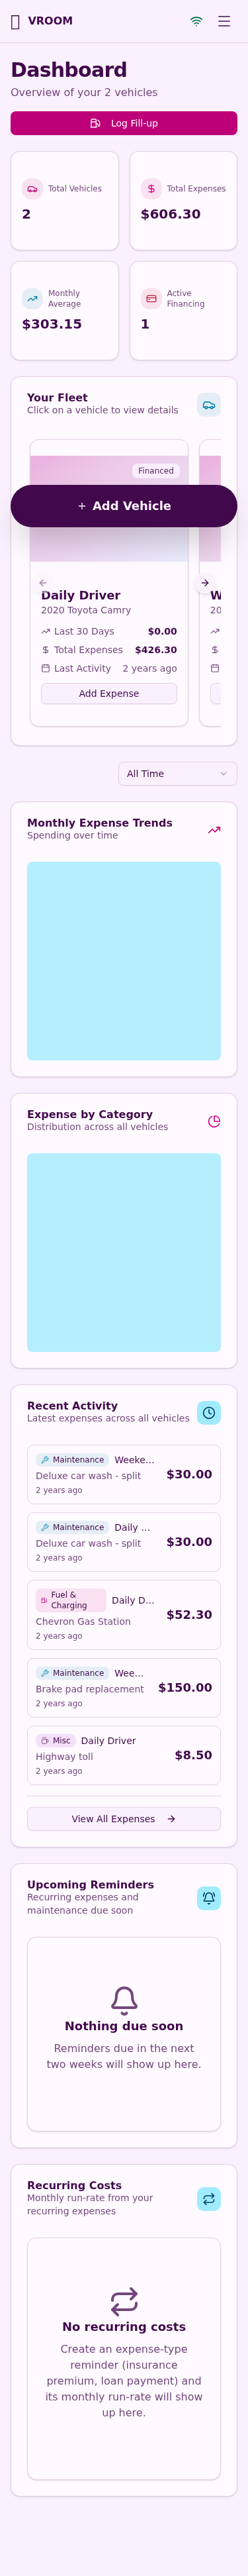 VROOM
Dashboard
Overview of your 2 vehicles
Log Fill-up
Total Vehicles
2
Total Expenses
$606.30
Monthly
Average
$303.15
Active
Financing
1
Your Fleet
Click on a vehicle to view details
Financed
+ Add Vehicle
Daily Driver
2020 Toyota Camry
Last 30 Days $0.00
Total Expenses $426.30
Last Activity 2 years ago
Add Expense
W
20
All Time
Monthly Expense Trends
Spending over time
Expense by Category
Distribution across all vehicles
Recent Activity
Latest expenses across all vehicles
Maintenance Weeke...
Deluxe car wash - split
2 years ago
$30.00
Maintenance Daily ...
Deluxe car wash - split
2 years ago
$30.00
Fuel &
Charging
Daily D...
Chevron Gas Station
2 years ago
$52.30
Maintenance Wee...
Brake pad replacement
2 years ago
$150.00
Misc Daily Driver
Highway toll
2 years ago
$8.50
View All Expenses
Upcoming Reminders
Recurring expenses and
maintenance due soon
Nothing due soon
Reminders due in the next
two weeks will show up here.
Recurring Costs
Monthly run-rate from your
recurring expenses
No recurring costs
Create an expense-type
reminder (insurance
premium, loan payment) and
its monthly run-rate will show
up here.